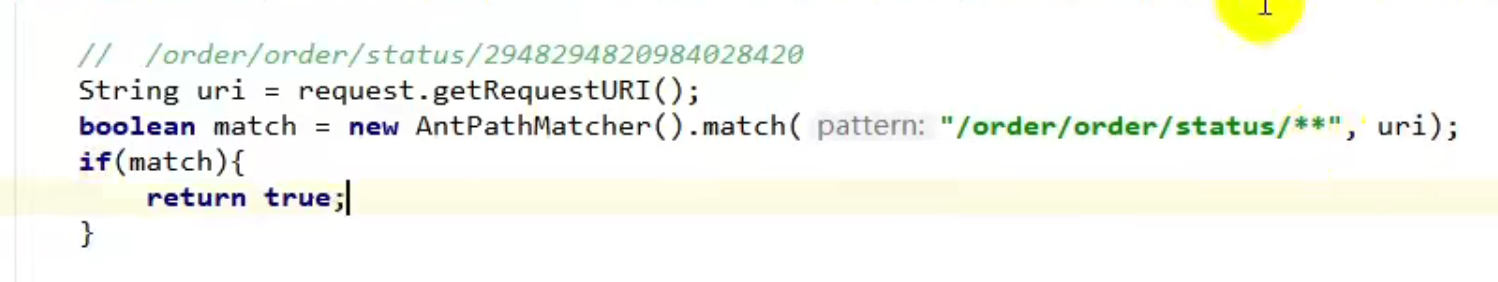 //  /order/order/status/2948294820984028420
String uri = request.getRequestURI();
boolean match = new AntPathMatcher().match( pattern: "/order/order/status/**", uri);
if(match){
    return true;
}